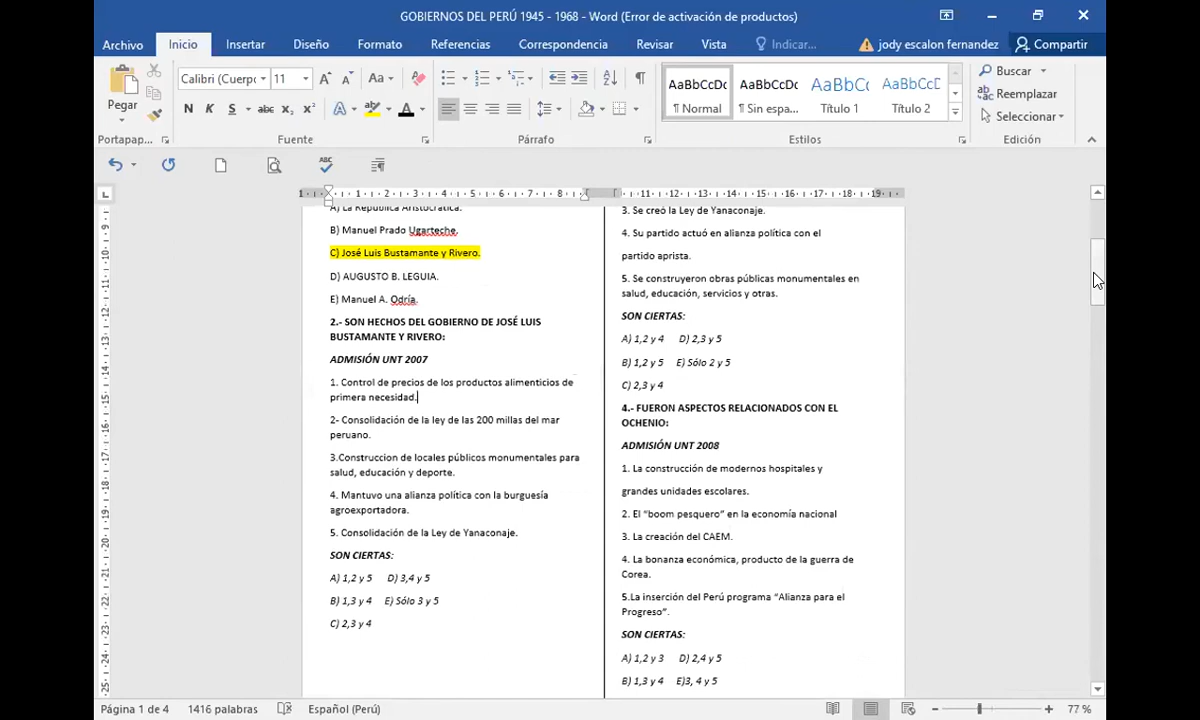 GOBIERNOS DEL PERÚ 1945 - 1968 - Word (Error de activación de productos)
Archivo Inicio Insertar Diseño Formato Referencias Correspondencia Revisar Vista Indicar... jody escalon fernandez Compartir
Calibri (Cuerpo 11
Pegar
AaBbCcDc AaBbCcDc AaBbCc AaBbCcD
¶ Normal ¶ Sin espa... Título 1 Título 2
Buscar
Reemplazar
Seleccionar
Portapap... Fuente Párrafo Estilos Edición
A) La República Aristocrática.
B) Manuel Prado Ugarteche.
C) José Luis Bustamante y Rivero.
D) AUGUSTO B. LEGUIA.
E) Manuel A. Odría.
2.- SON HECHOS DEL GOBIERNO DE JOSÉ LUIS
BUSTAMANTE Y RIVERO:
ADMISIÓN UNT 2007
1. Control de precios de los productos alimenticios de
primera necesidad.
2- Consolidación de la ley de las 200 millas del mar
peruano.
3.Construccion de locales públicos monumentales para
salud, educación y deporte.
4. Mantuvo una alianza política con la burguesía
agroexportadora.
5. Consolidación de la Ley de Yanaconaje.
SON CIERTAS:
A) 1,2 y 5 D) 3,4 y 5
B) 1,3 y 4 E) Sólo 3 y 5
C) 2,3 y 4
3. Se creó la Ley de Yanaconaje.
4. Su partido actuó en alianza política con el
partido aprista.
5. Se construyeron obras públicas monumentales en
salud, educación, servicios y otras.
SON CIERTAS:
A) 1,2 y 4 D) 2,3 y 5
B) 1,2 y 5 E) Sólo 2 y 5
C) 2,3 y 4
4.- FUERON ASPECTOS RELACIONADOS CON EL
OCHENIO:
ADMISIÓN UNT 2008
1. La construcción de modernos hospitales y
grandes unidades escolares.
2. El “boom pesquero” en la economía nacional
3. La creación del CAEM.
4. La bonanza económica, producto de la guerra de
Corea.
5.La inserción del Perú programa “Alianza para el
Progreso”.
SON CIERTAS:
A) 1,2 y 3 D) 2,4 y 5
B) 1,3 y 4 E)3, 4 y 5
Página 1 de 4 1416 palabras Español (Perú) 77 %